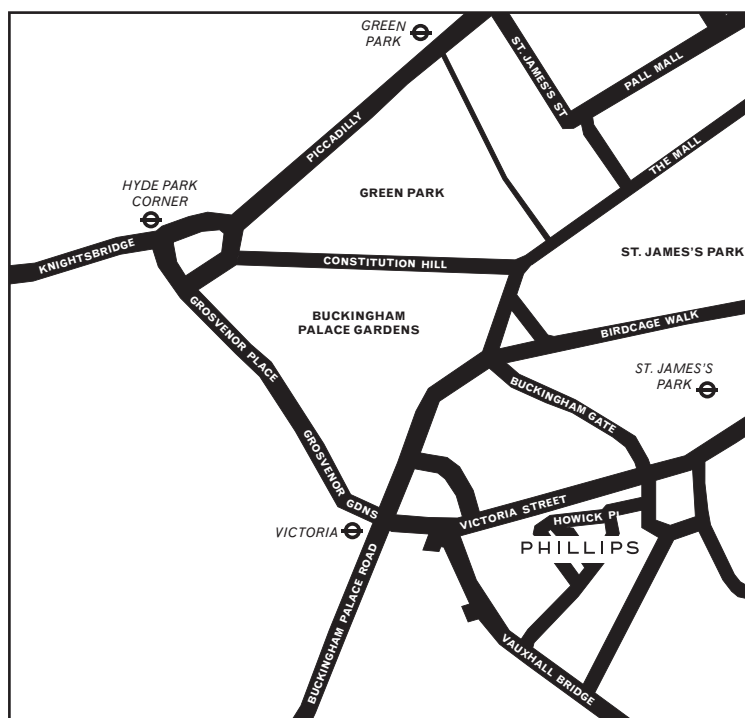 GREEN
PARK
ST. JAMES'S ST
PALL MALL
PICCADILLY
THE MALL
HYDE PARK
CORNER
GREEN PARK
KNIGHTSBRIDGE
CONSTITUTION HILL
ST. JAMES'S PARK
GROSVENOR PLACE
BUCKINGHAM
PALACE GARDENS
BIRDCAGE WALK
ST. JAMES'S
PARK
BUCKINGHAM GATE
GROSVENOR GDNS
VICTORIA STREET
HOWICK Pl
VICTORIA
PHILLIPS
BUCKINGHAM PALACE ROAD
VAUXHALL BRIDGE